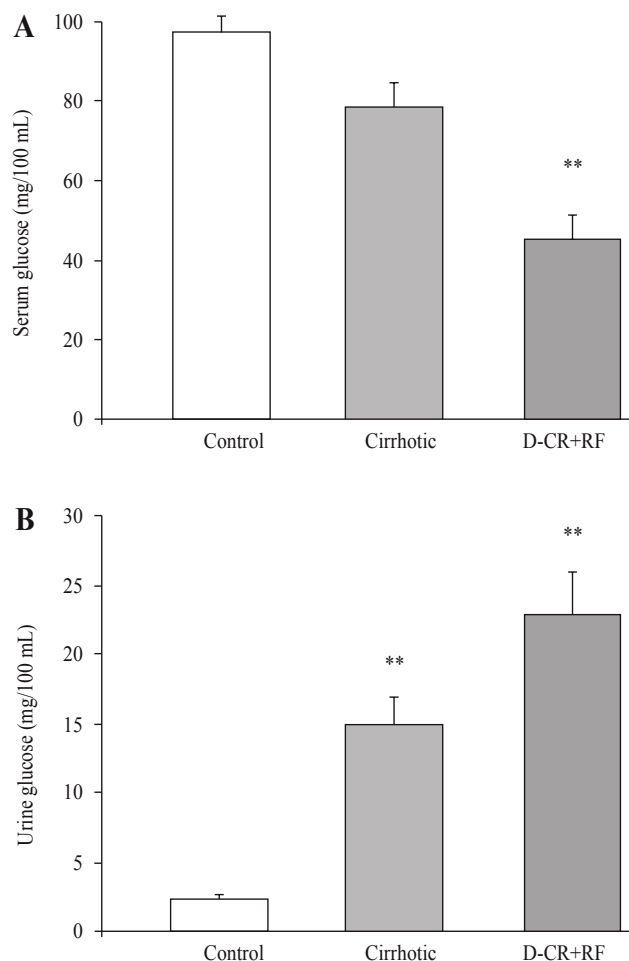 A
Serum glucose (mg/100 mL)
100
80
60
40
20
0
**
Control
Cirrhotic
D-CR+RF
B
Urine glucose (mg/100 mL)
30
25
20
15
10
5
0
**
**
Control
Cirrhotic
D-CR+RF